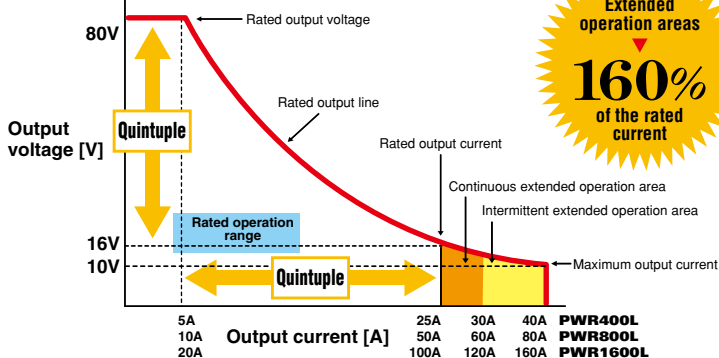 Extended
operation areas
160%
of the rated
current
Rated output voltage
80V
Rated output line
Output
voltage [V]
Quintuple
Rated output current
Continuous extended operation area
Intermittent extended operation area
Rated operation
range
16V
10V
Quintuple
Maximum output current
5A 25A 30A 40A PWR400L
10A Output current [A] 50A 60A 80A PWR800L
20A 100A 120A 160A PWR1600L